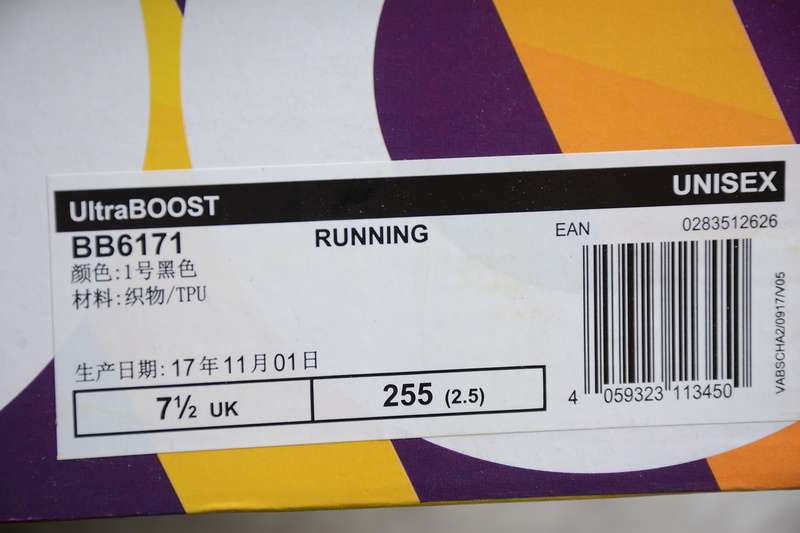 UltraBOOST
UNISEX
BB6171
RUNNING
EAN
0283512626
颜色:1号黑色
材料:织物/TPU
生产日期:17年11月01日
7½ UK
255 (2.5)
4 059323 113450
VABSCHA2/0917/V05